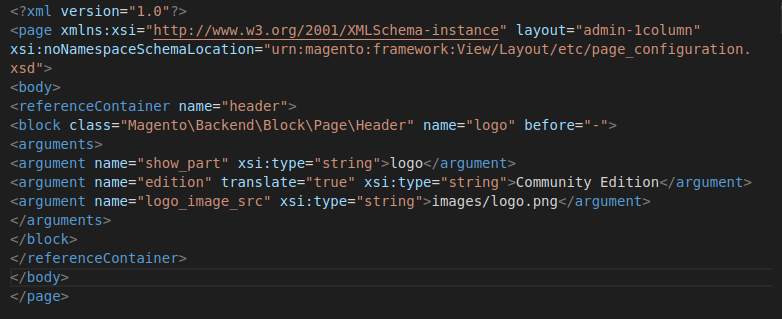 <?xml version="1.0"?>
<page xmlns:xsi="http://www.w3.org/2001/XMLSchema-instance" layout="admin-1column"
xsi:noNamespaceSchemaLocation="urn:magento:framework:View/Layout/etc/page_configuration.
xsd">
<body>
<referenceContainer name="header">
<block class="Magento\Backend\Block\Page\Header" name="logo" before="-">
<arguments>
<argument name="show_part" xsi:type="string">logo</argument>
<argument name="edition" translate="true" xsi:type="string">Community Edition</argument>
<argument name="logo_image_src" xsi:type="string">images/logo.png</argument>
</arguments>
</block>
</referenceContainer>
</body>
</page>